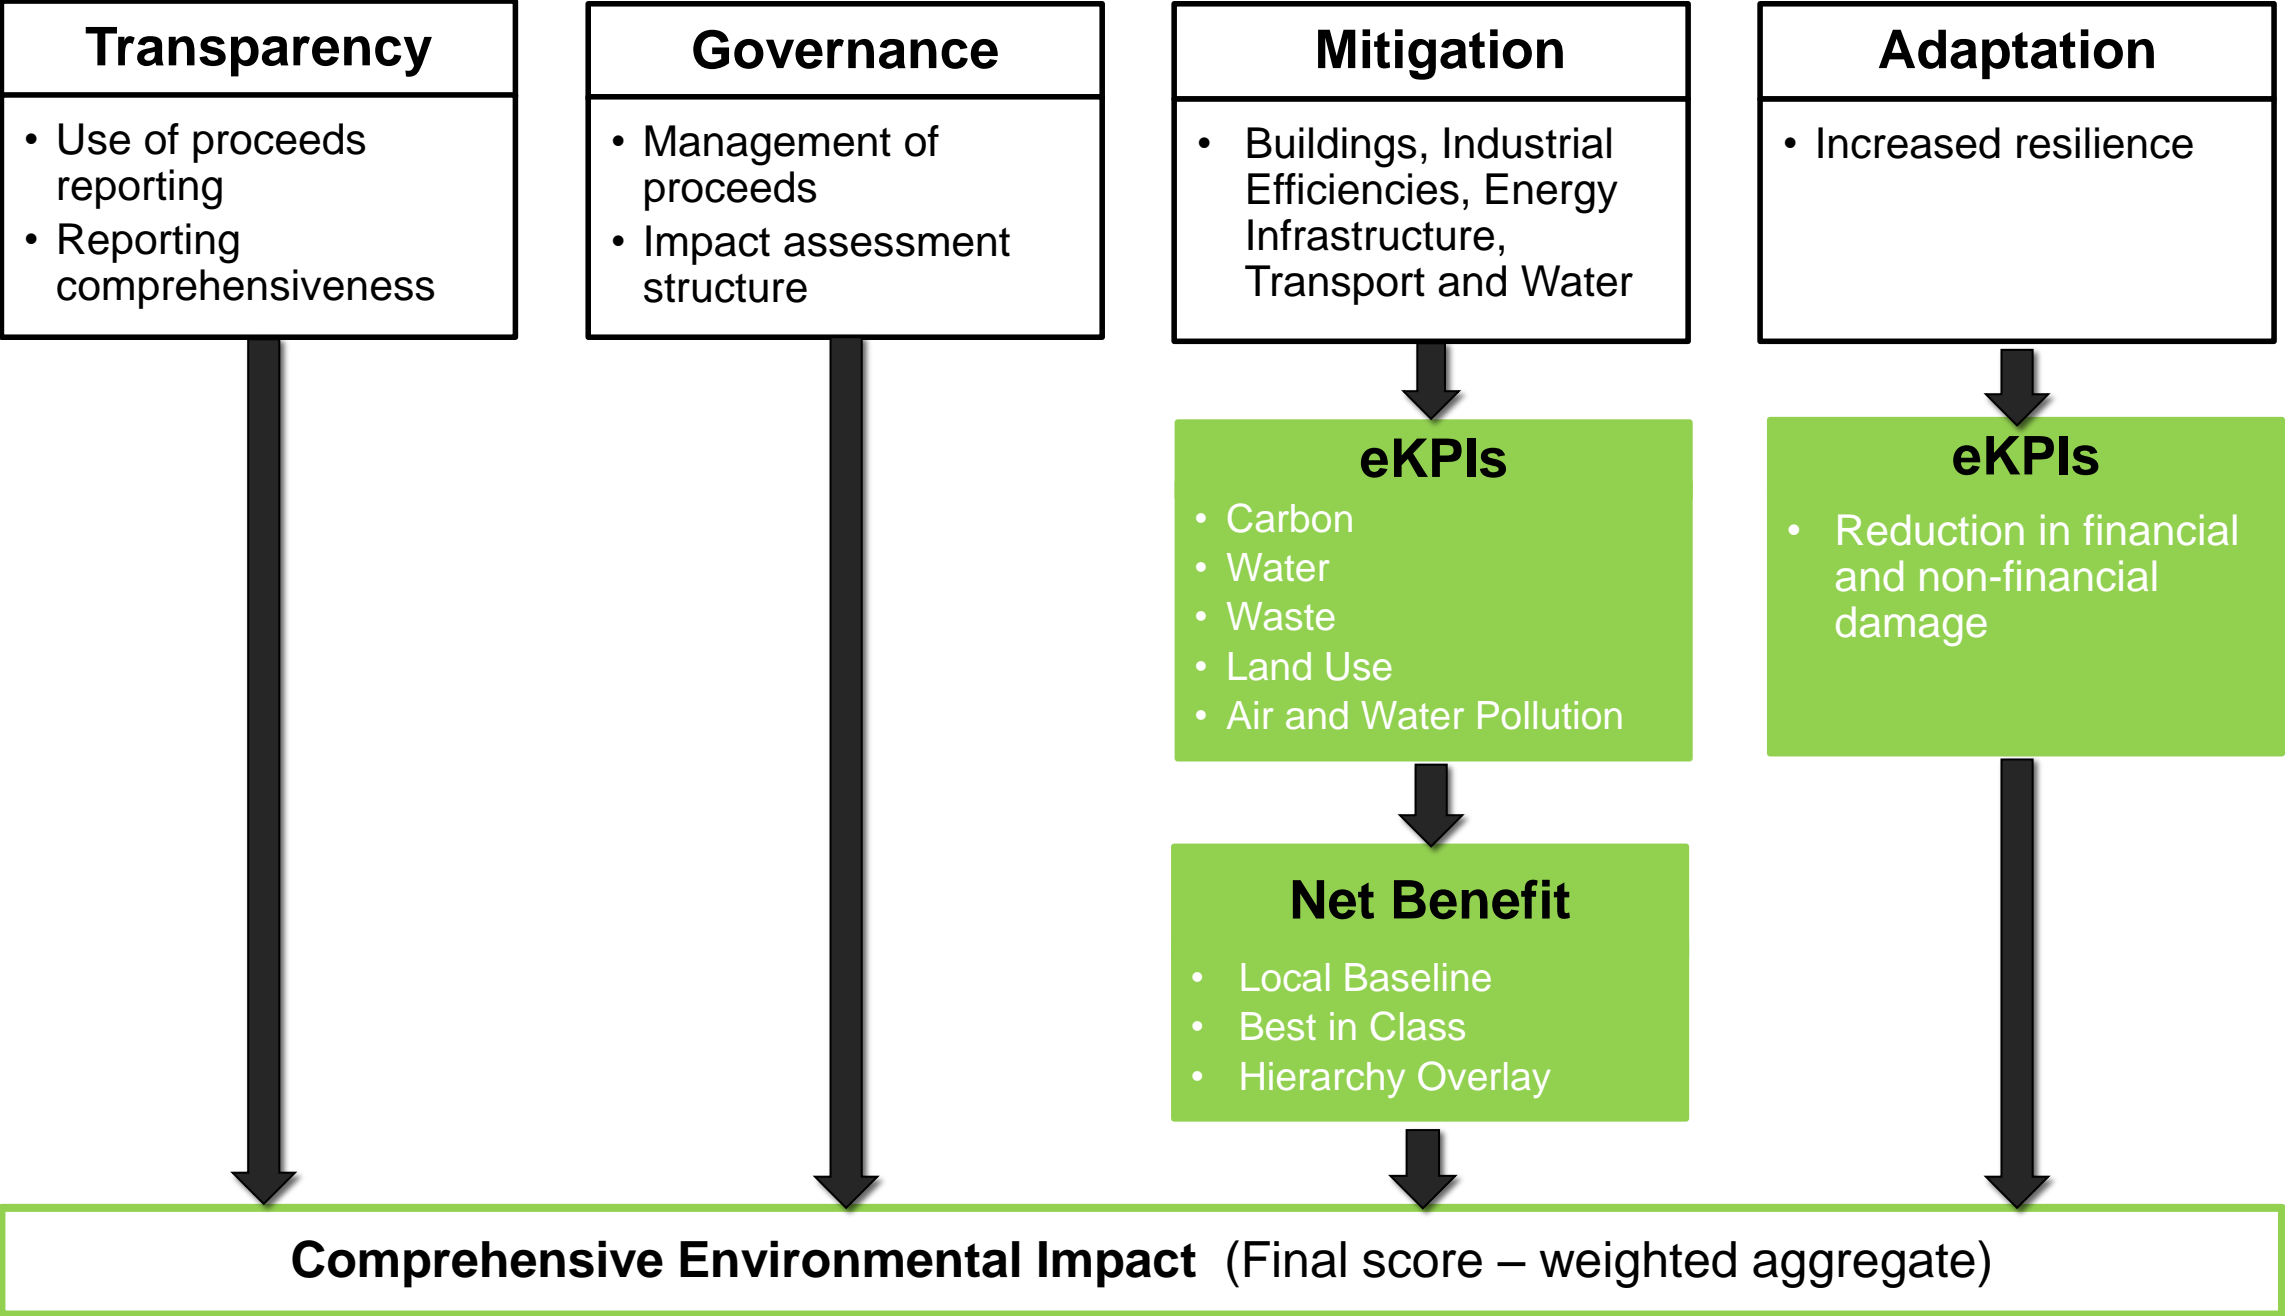 Transparency
• Use of proceeds
reporting
• Reporting
comprehensiveness
Governance
• Management of
proceeds
• Impact assessment
structure
Mitigation
• Buildings, Industrial
Efficiencies, Energy
Infrastructure,
Transport and Water
Adaptation
• Increased resilience
eKPIs
• Carbon
• Water
• Waste
• Land Use
• Air and Water Pollution
eKPIs
• Reduction in financial
and non-financial
damage
Net Benefit
• Local Baseline
• Best in Class
• Hierarchy Overlay
Comprehensive Environmental Impact (Final score – weighted aggregate)